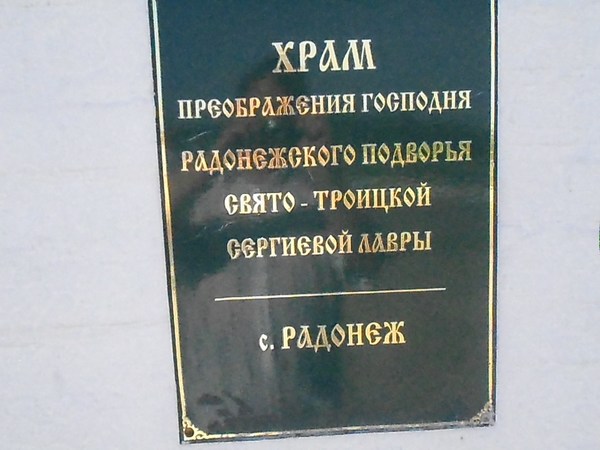 ХРАМ
ПРЕОБРАЖЕНИЯ ГОСПОДНЯ
РАДОНЕЖСКОГО ПОДВОРЬЯ
СВЯТО - ТРОИЦКОЙ
СЕРГИЕВОЙ ЛАВРЫ
с. РАДОНЕЖ